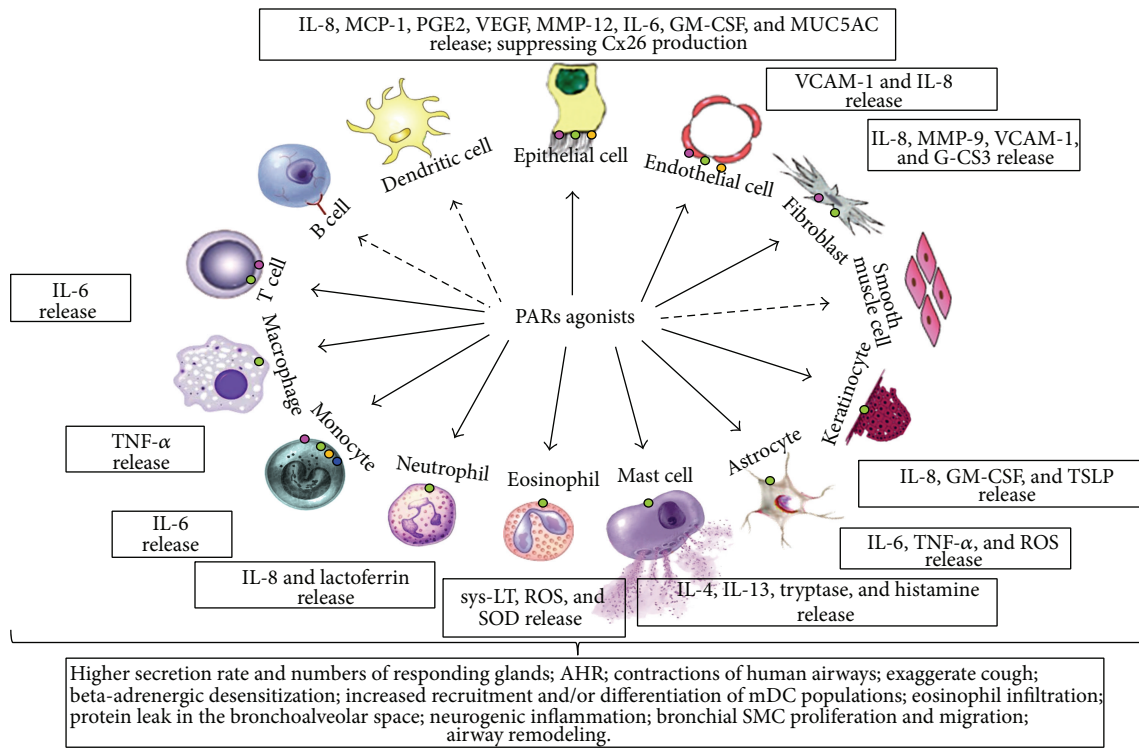 IL-8, MCP-1, PGE2, VEGF, MMP-12, IL-6, GM-CSF, and MUC5AC
release; suppressing Cx26 production
VCAM-1 and IL-8
release
IL-8, MMP-9, VCAM-1,
and G-CS3 release
Dendritic cell
Epithelial cell
Endothelial cell
Fibroblast
B cell
Smooth
muscle cell
T cell
IL-6
release
PARs agonists
Macrophage
Keratinocyte
TNF-α
release
Monocyte
Neutrophil
Eosinophil
Mast cell
Astrocyte
IL-8, GM-CSF, and TSLP
release
IL-6
release
IL-6, TNF-α, and ROS
release
IL-8 and lactoferrin
release
sys-LT, ROS, and
SOD release
IL-4, IL-13, tryptase, and histamine
release
Higher secretion rate and numbers of responding glands; AHR; contractions of human airways; exaggerate cough;
beta-adrenergic desensitization; increased recruitment and/or differentiation of mDC populations; eosinophil infiltration;
protein leak in the bronchoalveolar space; neurogenic inflammation; bronchial SMC proliferation and migration;
airway remodeling.